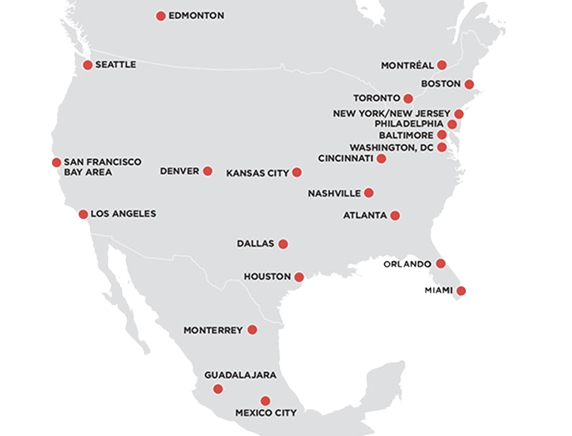 EDMONTON
SEATTLE
MONTRÉAL
BOSTON
TORONTO
NEW YORK/NEW JERSEY
PHILADELPHIA
BALTIMORE
WASHINGTON, DC
CINCINNATI
SAN FRANCISCO
BAY AREA
DENVER
KANSAS CITY
NASHVILLE
LOS ANGELES
ATLANTA
DALLAS
ORLANDO
HOUSTON
MIAMI
MONTERREY
GUADALAJARA
MEXICO CITY